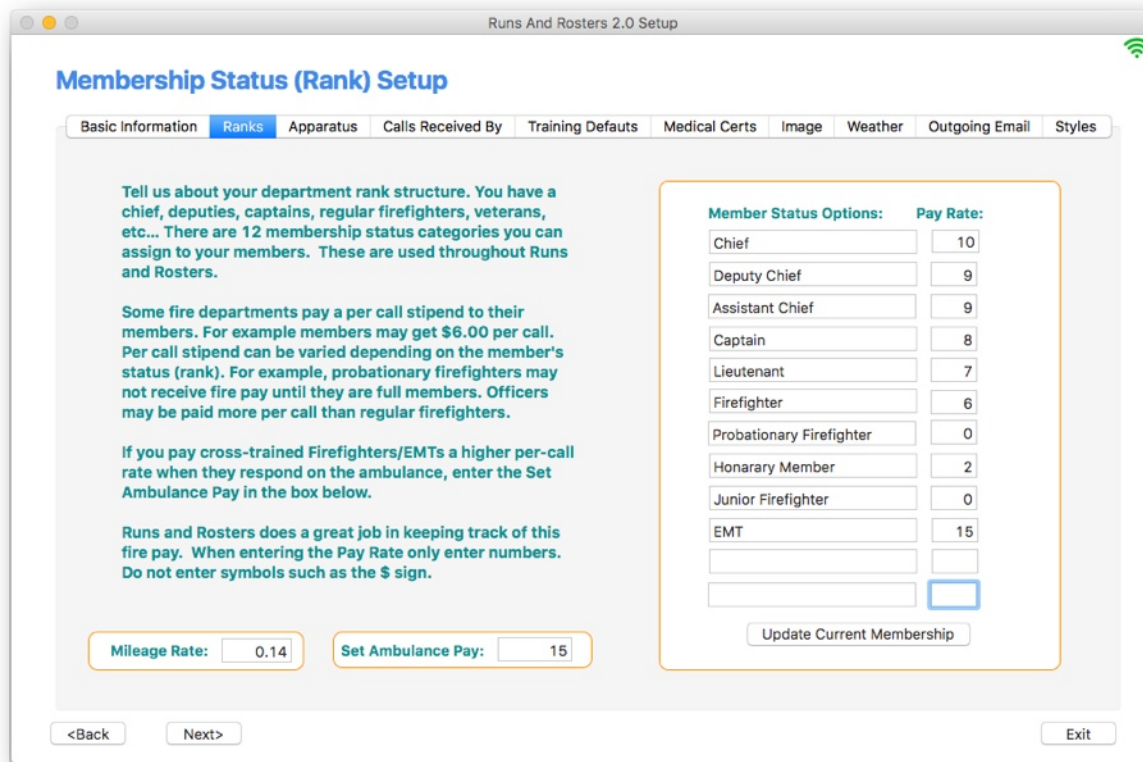 Runs And Rosters 2.0 Setup
Membership Status (Rank) Setup
Basic Information Ranks Apparatus Calls Received By Training Defauts Medical Certs Image Weather Outgoing Email Styles
Tell us about your department rank structure. You have a
chief, deputies, captains, regular firefighters, veterans,
etc... There are 12 membership status categories you can
assign to your members. These are used throughout Runs
and Rosters.
Some fire departments pay a per call stipend to their
members. For example members may get $6.00 per call.
Per call stipend can be varied depending on the member's
status (rank). For example, probationary firefighters may
not receive fire pay until they are full members. Officers
may be paid more per call than regular firefighters.
If you pay cross-trained Firefighters/EMTs a higher per-call
rate when they respond on the ambulance, enter the Set
Ambulance Pay in the box below.
Runs and Rosters does a great job in keeping track of this
fire pay. When entering the Pay Rate only enter numbers.
Do not enter symbols such as the $ sign.
Mileage Rate: 0.14 Set Ambulance Pay: 15
Member Status Options: Pay Rate:
Chief 10
Deputy Chief 9
Assistant Chief 9
Captain 8
Lieutenant 7
Firefighter 6
Probationary Firefighter 0
Honarary Member 2
Junior Firefighter 0
EMT 15
Update Current Membership
<Back Next> Exit